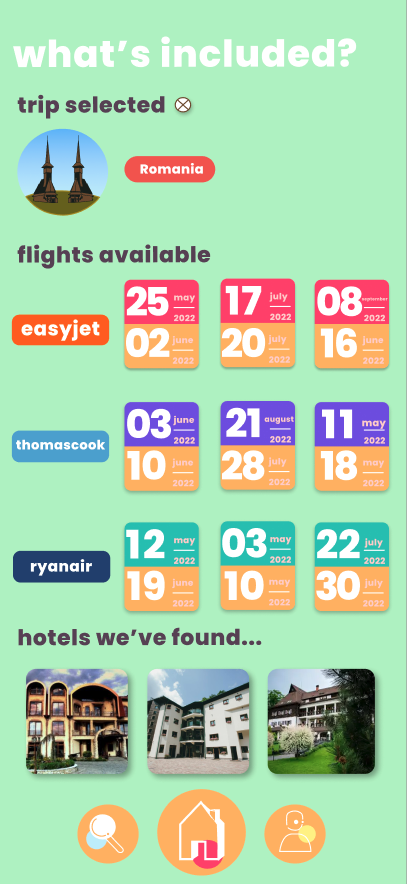 what's included?
trip selected
Romania
flights available
25 may 2022
02 june 2022
17 july 2022
20 july 2022
08 september 2022
16 june 2022
easyjet
03 june 2022
10 june 2022
21 august 2022
28 july 2022
11 may 2022
18 may 2022
thomascook
12 may 2022
19 june 2022
03 may 2022
10 may 2022
22 july 2022
30 july 2022
ryanair
hotels we've found...